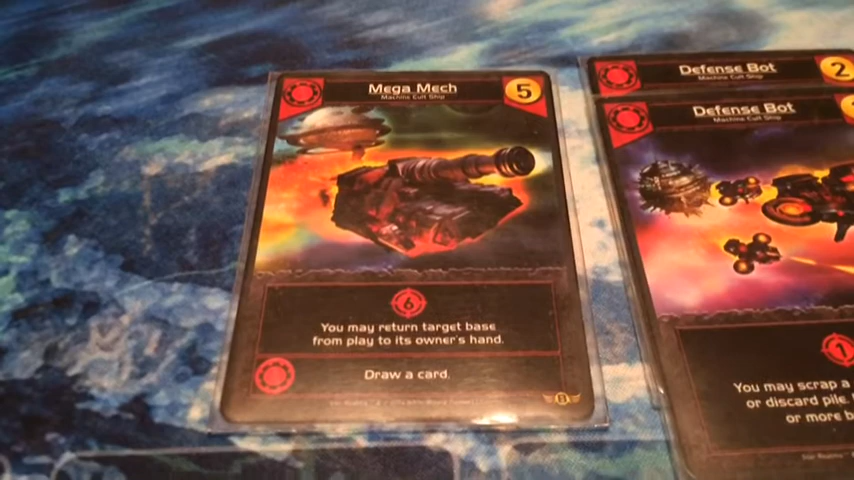 Mega Mech
Machine Cult Ship
5
6
You may return target base
from play to its owner's hand.
Draw a card.
Defense Bot
Machine Cult Ship
2
Defense Bot
Machine Cult Ship
1
You may scrap a
or discard pile.
or more b